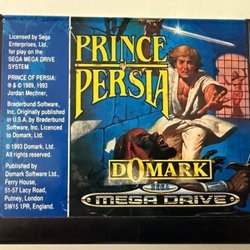 Licensed by Sega
Enterprises, Ltd.
for play on the
SEGA MEGA DRIVE
SYSTEM.
PRINCE OF PERSIA:
® & © 1989, 1993
Jordan Mechner,
Brøderbund Software,
Inc. Originally published
in U.S.A. by Brøderbund
Software, Inc. Licenced
to Domark, Ltd.
© 1993 Domark, Ltd.
All rights reserved.
Published by
Domark Software Ltd.,
Ferry House,
51-57 Lacy Road,
Putney, London
SW15 1PR, England.
PRINCE
OF
PERSIA
DOMARK
SEGA
MEGA DRIVE